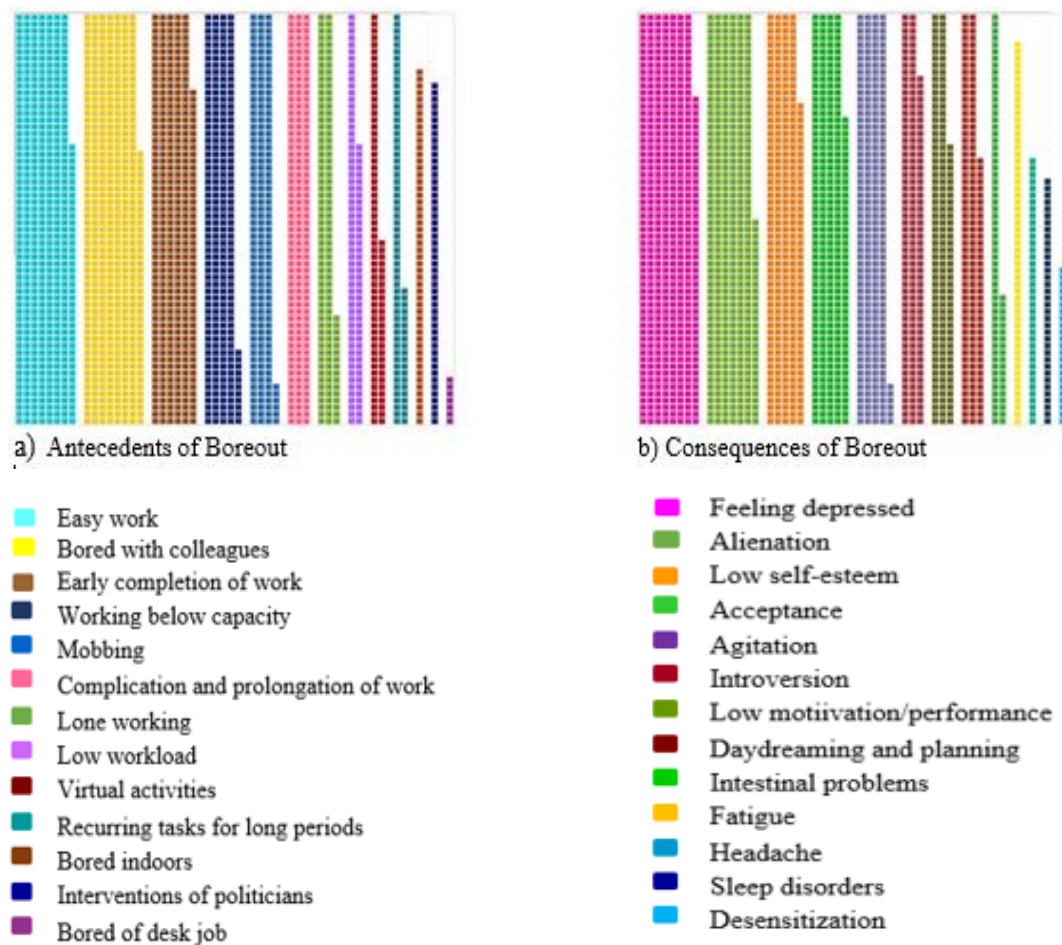 a) Antecedents of Boreout
Easy work
Bored with colleagues
Early completion of work
Working below capacity
Mobbing
Complication and prolongation of work
Lone working
Low workload
Virtual activities
Recurring tasks for long periods
Bored indoors
Interventions of politicians
Bored of desk job
b) Consequences of Boreout
Feeling depressed
Alienation
Low self-esteem
Acceptance
Agitation
Introversion
Low motiivation/performance
Daydreaming and planning
Intestinal problems
Fatigue
Headache
Sleep disorders
Desensitization